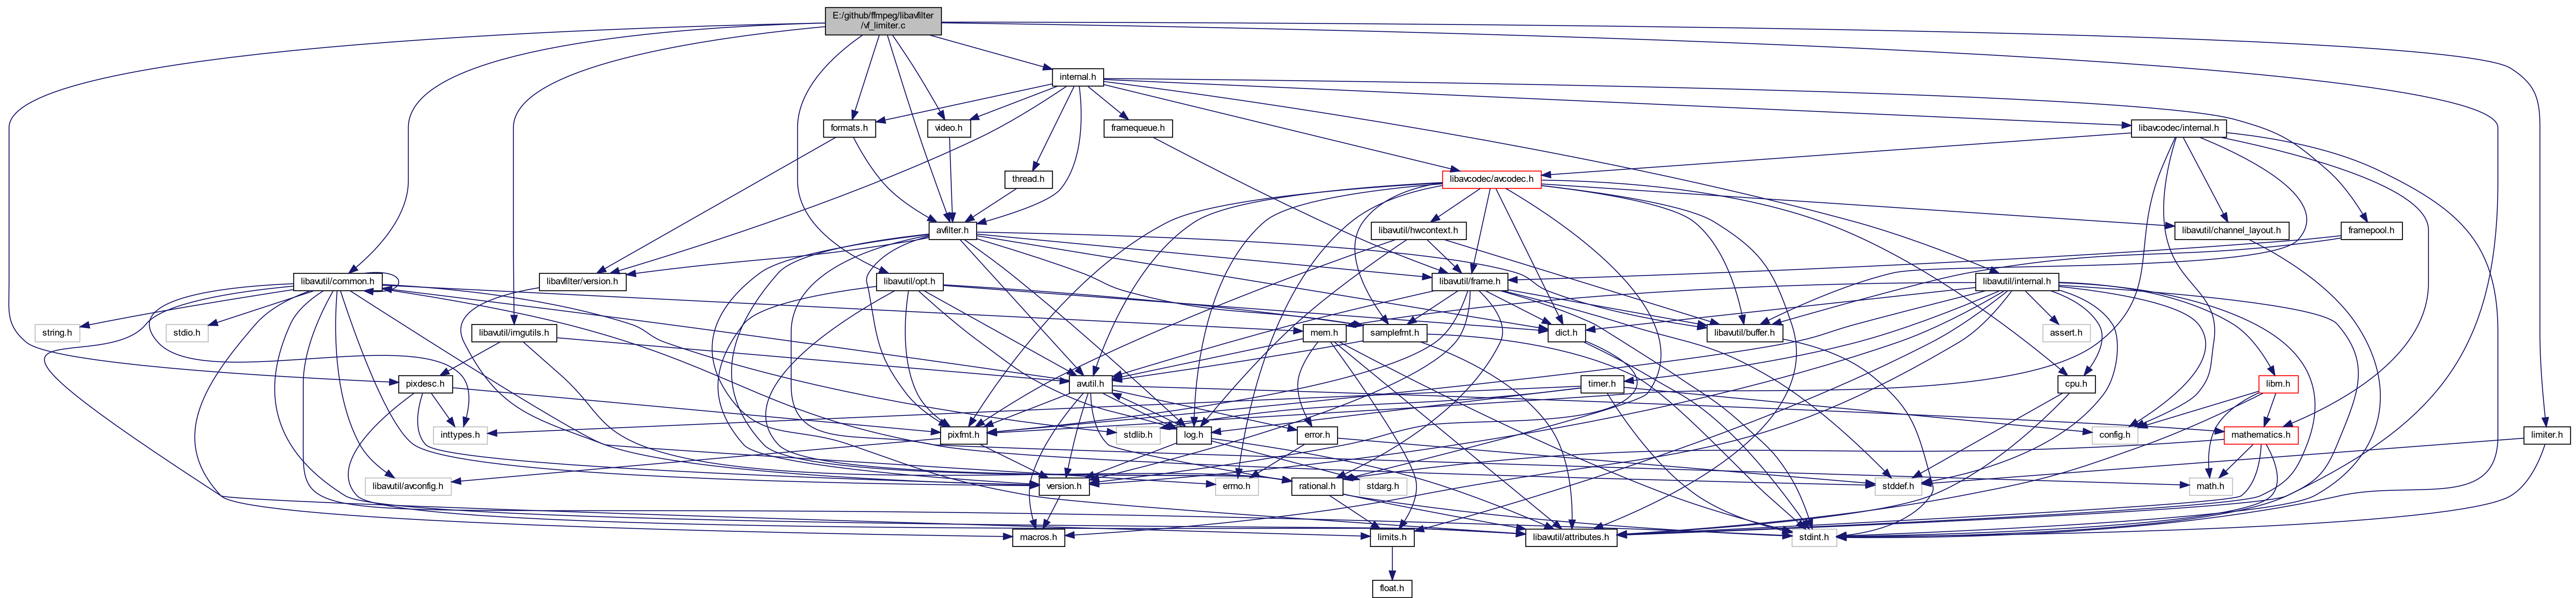 E:/github/ffmpeg/libavfilter
/vf_limiter.c
internal.h
formats.h
video.h
framequeue.h
libavcodec/internal.h
thread.h
libavcodec/avcodec.h
avfilter.h
libavutil/hwcontext.h
libavutil/channel_layout.h
framepool.h
libavutil/common.h
libavfilter/version.h
libavutil/opt.h
libavutil/frame.h
libavutil/internal.h
string.h
stdio.h
libavutil/imgutils.h
mem.h
samplefmt.h
dict.h
libavutil/buffer.h
assert.h
pixdesc.h
avutil.h
timer.h
cpu.h
libm.h
inttypes.h
pixfmt.h
stdlib.h
log.h
error.h
config.h
mathematics.h
limiter.h
libavutil/avconfig.h
version.h
errno.h
rational.h
stdarg.h
stddef.h
math.h
macros.h
limits.h
libavutil/attributes.h
stdint.h
float.h